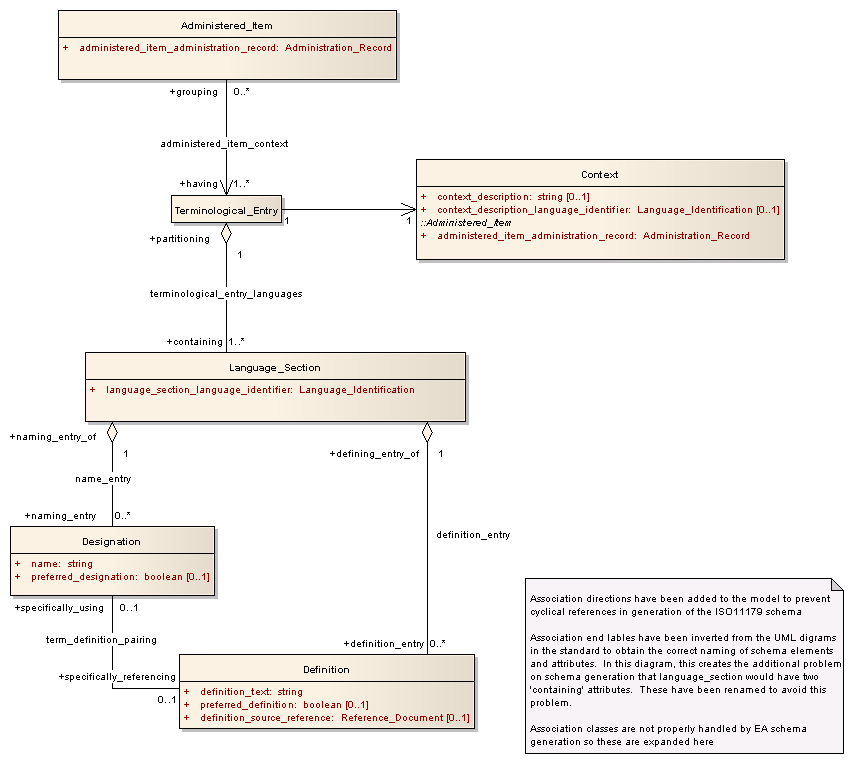 Administered_Item
+ administered_item_administration_record: Administration_Record
+grouping 0..*
administered_item_context
+having 1..*
Terminological_Entry
1
1
Context
+ context_description: string [0..1]
+ context_description_language_identifier: Language_Identification [0..1]
::Administered_Item
+ administered_item_administration_record: Administration_Record
+partitioning
1
terminological_entry_languages
+containing 1..*
Language_Section
+ language_section_language_identifier: Language_Identification
+naming_entry_of
1
name_entry
+naming_entry 0..*
+defining_entry_of
1
definition_entry
+definition_entry 0..*
Designation
+ name: string
+ preferred_designation: boolean [0..1]
+specifically_using 0..1
term_definition_pairing
+specifically_referencing
0..1
Definition
+ definition_text: string
+ preferred_definition: boolean [0..1]
+ definition_source_reference: Reference_Document [0..1]
Association directions have been added to the model to prevent
cyclical references in generation of the ISO11179 schema
Association end lables have been inverted from the UML digrams
in the standard to obtain the correct naming of schema elements
and attributes. In this diagram, this creates the additional problem
on schema generation that language_section would have two
'containing' attributes. These have been renamed to avoid this
problem.
Association classes are not properly handled by EA schema
generation so these are expanded here